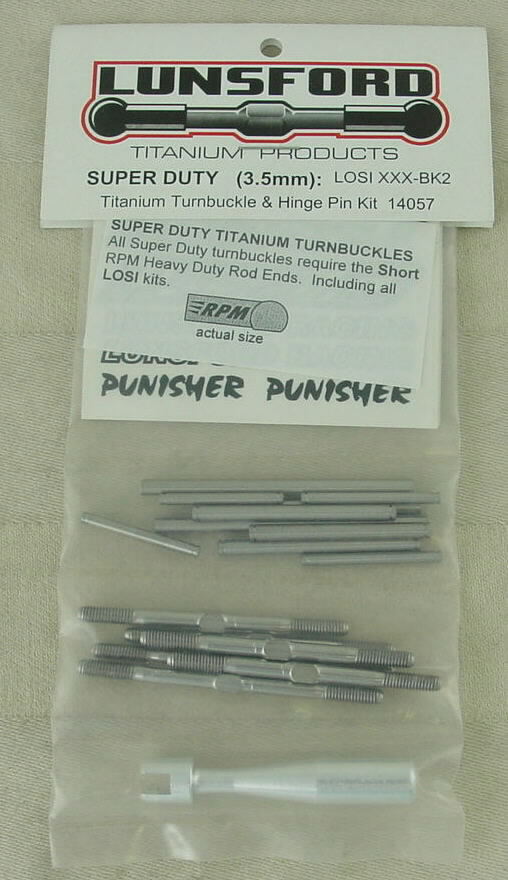 LUNSFORD
TITANIUM PRODUCTS
SUPER DUTY (3.5mm): LOSI XXX-BK2
Titanium Turnbuckle & Hinge Pin Kit 14057
SUPER DUTY TITANIUM TURNBUCKLES
All Super Duty turnbuckles require the Short
RPM Heavy Duty Rod Ends. Including all
LOSI kits.
RPM
actual size
PUNISHER PUNISHER